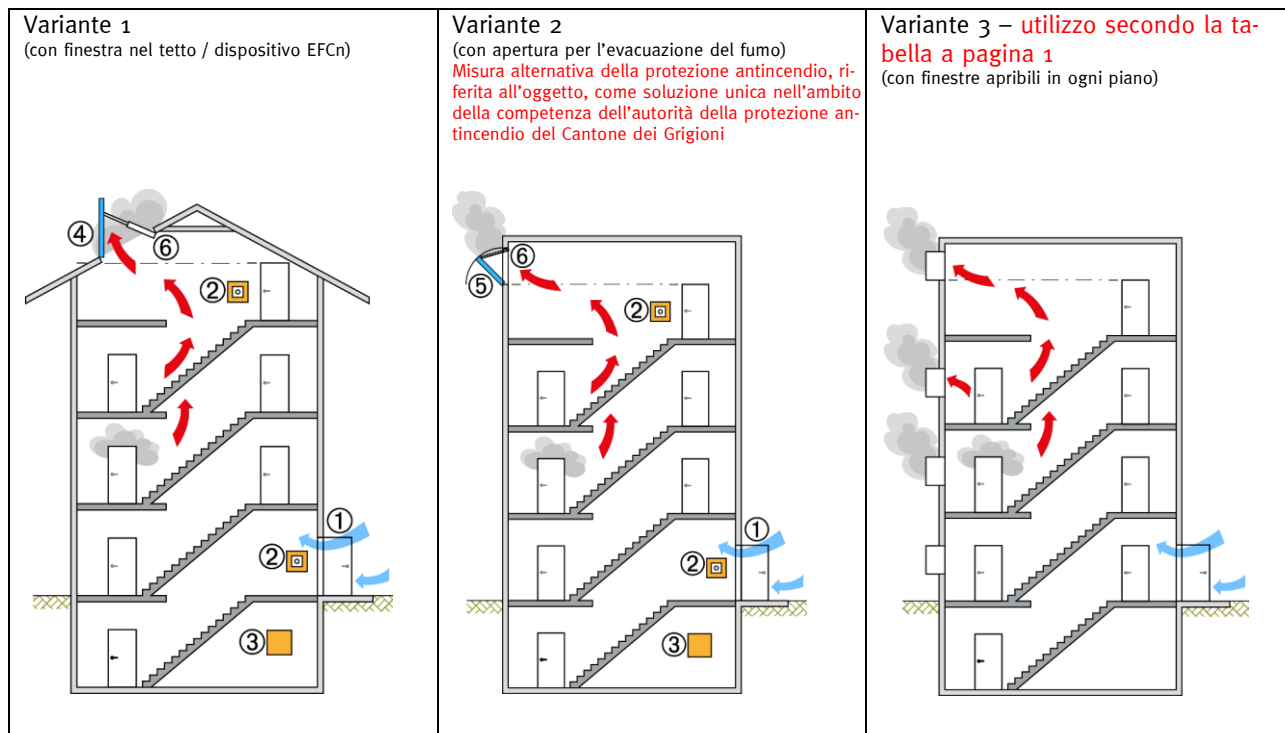 Variante 1
(con finestra nel tetto / dispositivo EFCn)
④
⑥
②
①
②
③
Variante 2
(con apertura per l'evacuazione del fumo)
Misura alternativa della protezione antincendio, ri-
ferita all'oggetto, come soluzione unica nell'ambito
della competenza dell'autorità della protezione an-
tincendio del Cantone dei Grigioni
⑥
⑤
②
①
②
③
Variante 3 – utilizzo secondo la ta-
bella a pagina 1
(con finestre apribili in ogni piano)